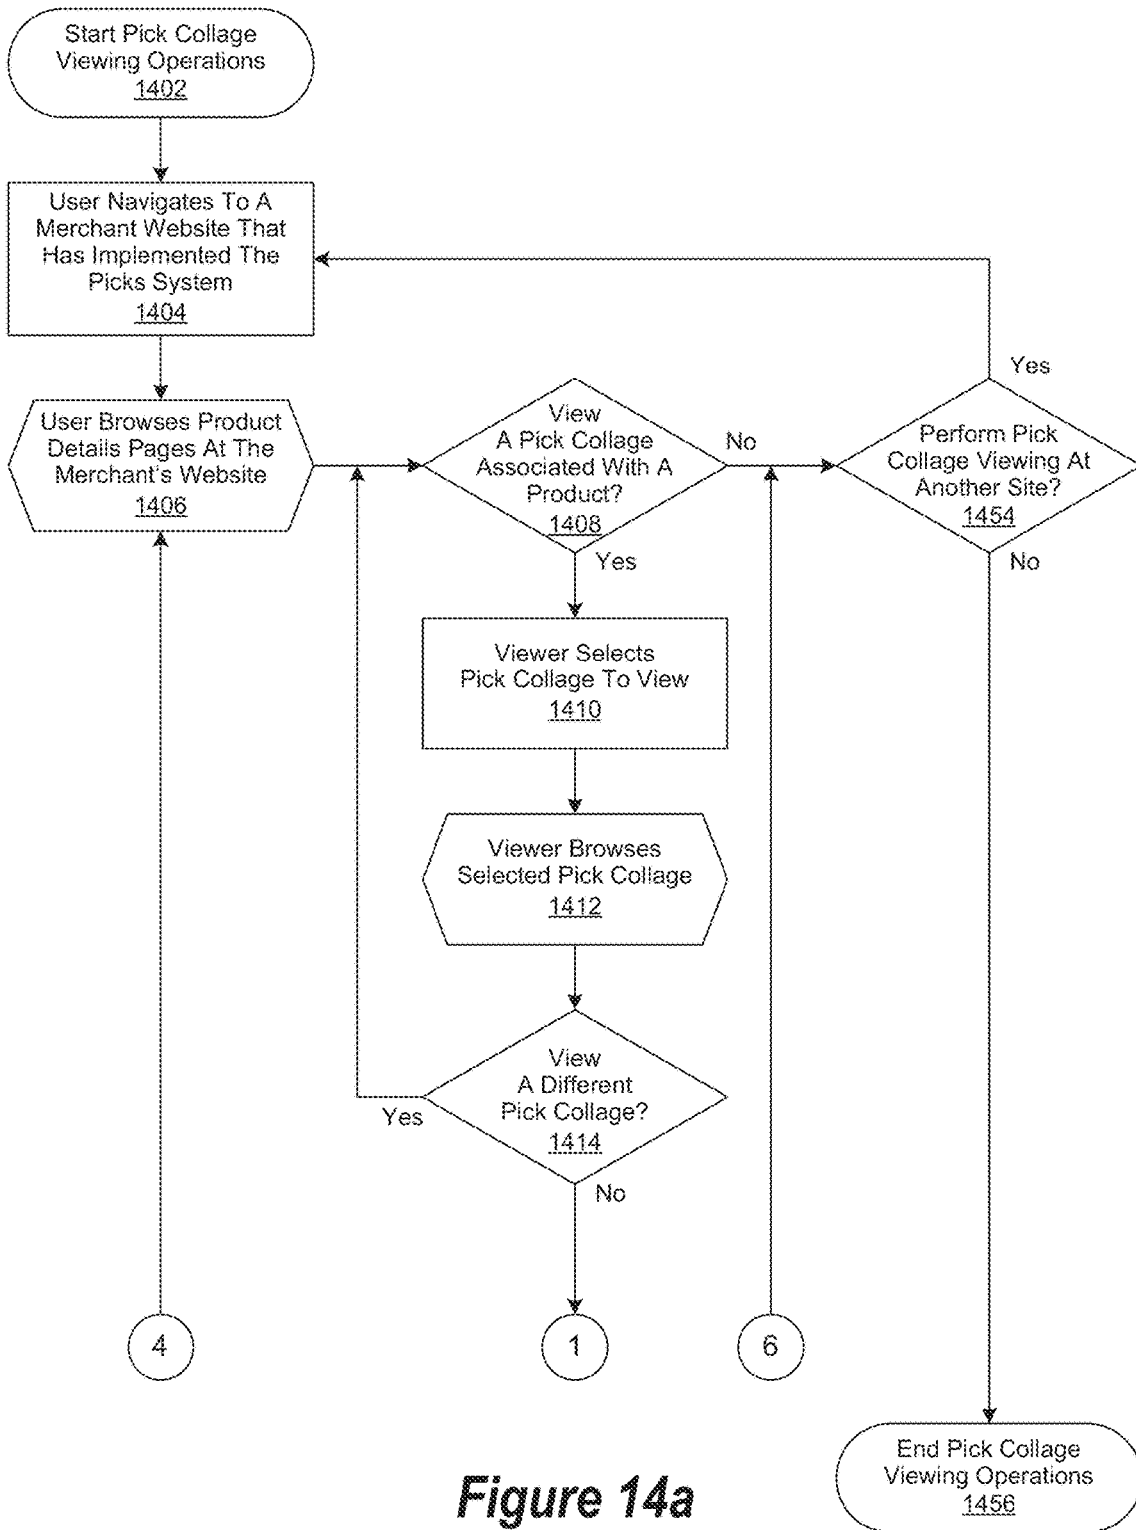 Start Pick Collage
Viewing Operations
1402
User Navigates To A
Merchant Website That
Has Implemented The
Picks System
1404
User Browses Product
Details Pages At The
Merchant's Website
1406
View
A Pick Collage
Associated With A
Product?
1408
No
Yes
Perform Pick
Collage Viewing At
Another Site?
1454
Yes
No
Viewer Selects
Pick Collage To View
1410
Viewer Browses
Selected Pick Collage
1412
View
A Different
Pick Collage?
1414
Yes
No
4
1
6
End Pick Collage
Viewing Operations
1456
Figure 14a